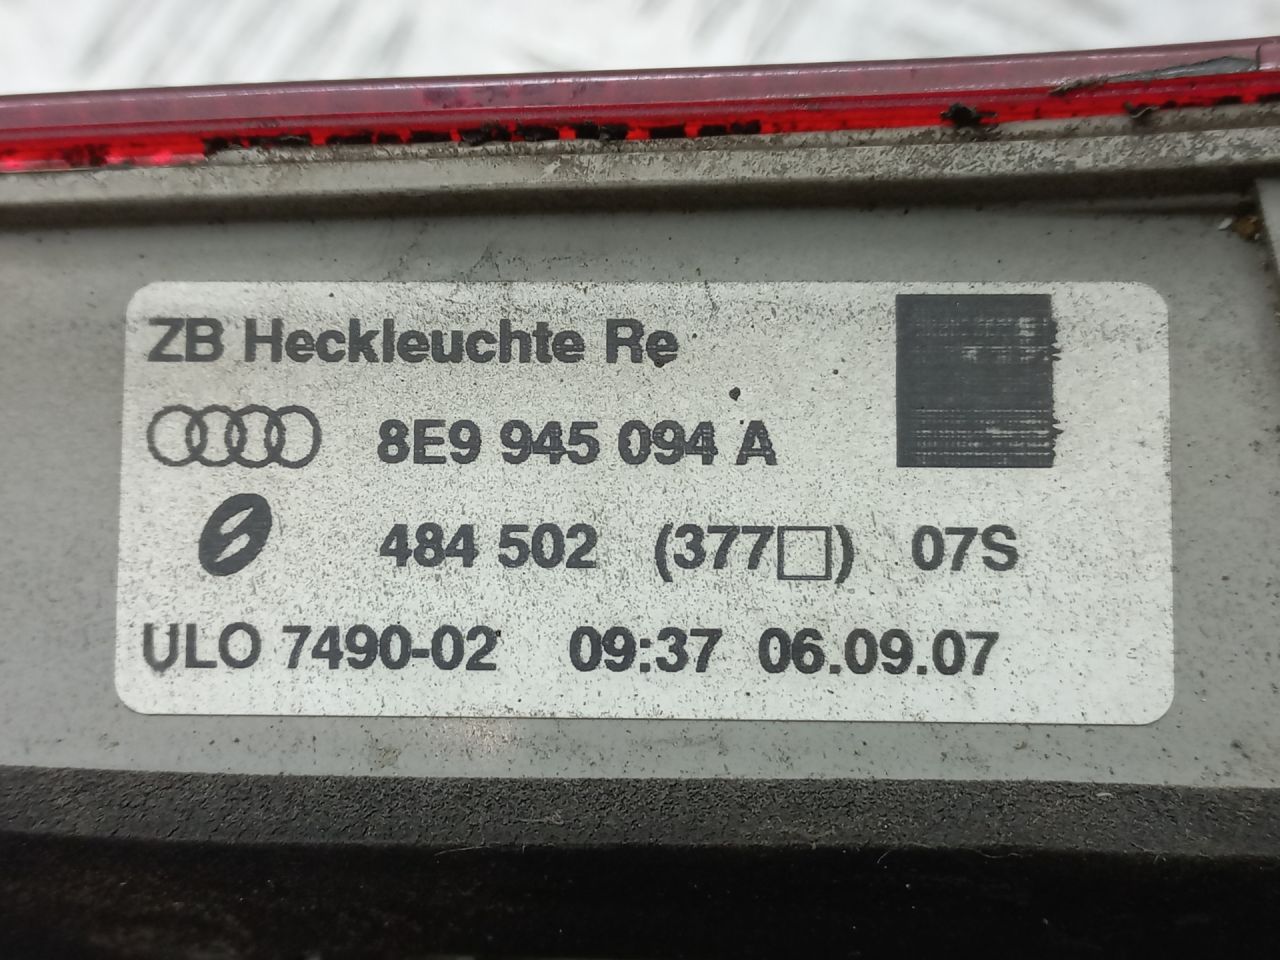 ZB Heckleuchte Re
8E9 945 094 A
484 502 (377□) 07S
ULO 7490-02 09:37 06.09.07